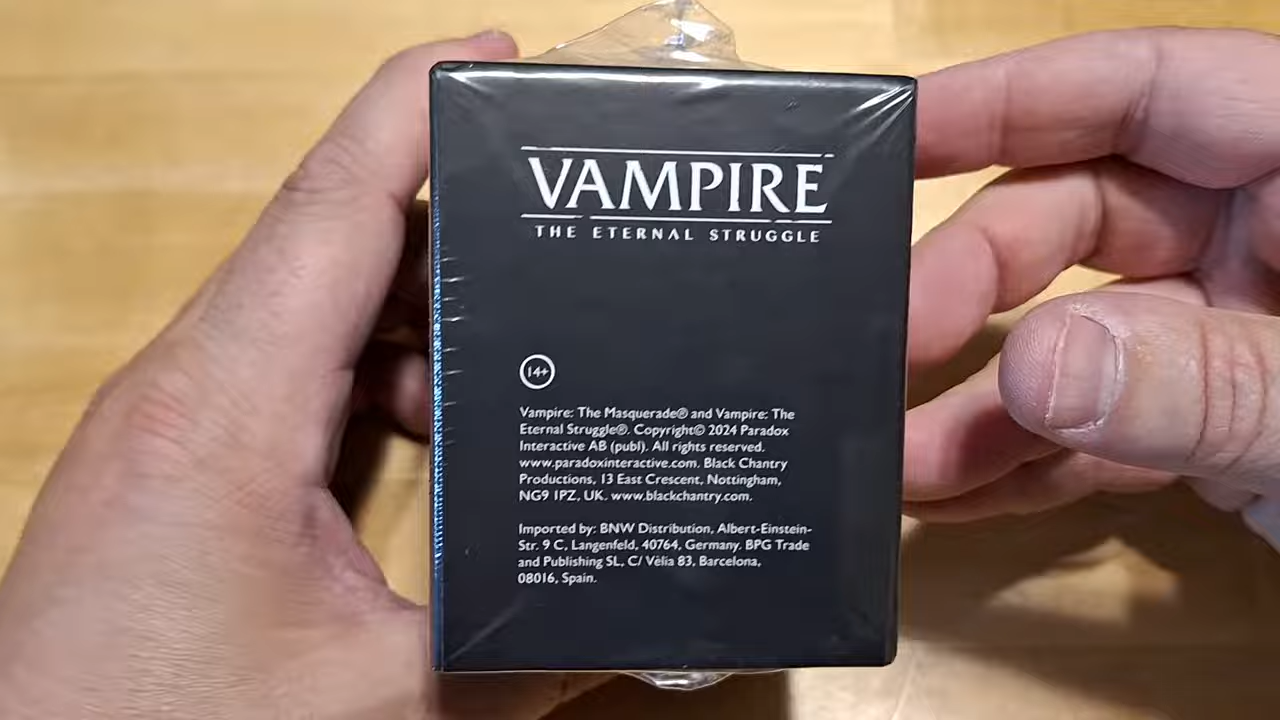 VAMPIRE
THE ETERNAL STRUGGLE
14+
Vampire: The Masquerade® and Vampire: The
Eternal Struggle®. Copyright© 2024 Paradox
Interactive AB (publ). All rights reserved.
www.paradoxinteractive.com. Black Chantry
Productions, 13 East Crescent, Nottingham,
NG9 1PZ, UK. www.blackchantry.com.
Imported by: BNW Distribution, Albert-Einstein-
Str. 9 C, Langenfeld, 40764, Germany. BPG Trade
and Publishing SL, C/ Vèlia 83, Barcelona,
08016, Spain.